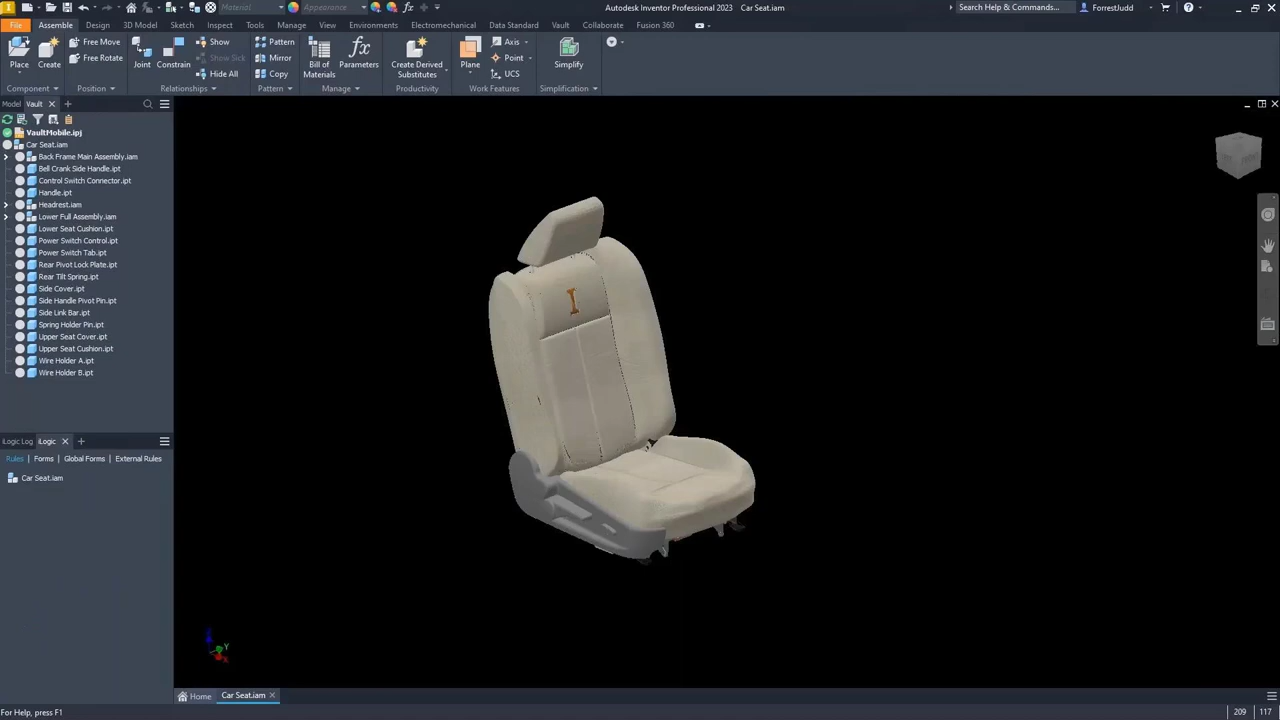 Material
Appearance
Autodesk Inventor Professional 2023 Car Seat.iam
Search Help & Commands...
ForrestJudd
File Assemble Design 3D Model Sketch Inspect Tools Manage View Environments Electromechanical Data Standard Vault Collaborate Fusion 360
Place
Create
Free Move
Free Rotate
Joint
Constrain
Show
Show Sick
Hide All
Pattern
Mirror
Copy
Bill of Materials
Parameters
Create Derived Substitutes
Plane
Axis
Point
UCS
Simplify
Component Position Relationships Pattern Manage Productivity Work Features Simplification
Model Vault
VaultMobile.ipj
Car Seat.iam
Back Frame Main Assembly.iam
Bell Crank Side Handle.ipt
Control Switch Connector.ipt
Handle.ipt
Headrest.iam
Lower Full Assembly.iam
Lower Seat Cushion.ipt
Power Switch Control.ipt
Power Switch Tab.ipt
Rear Pivot Lock Plate.ipt
Rear Tilt Spring.ipt
Side Cover.ipt
Side Handle Pivot Pin.ipt
Side Link Bar.ipt
Spring Holder Pin.ipt
Upper Seat Cover.ipt
Upper Seat Cushion.ipt
Wire Holder A.ipt
Wire Holder B.ipt
iLogic Log iLogic
Rules Forms Global Forms External Rules
Car Seat.iam
I
Z
Y
X
Home Car Seat.iam
For Help, press F1
209 117